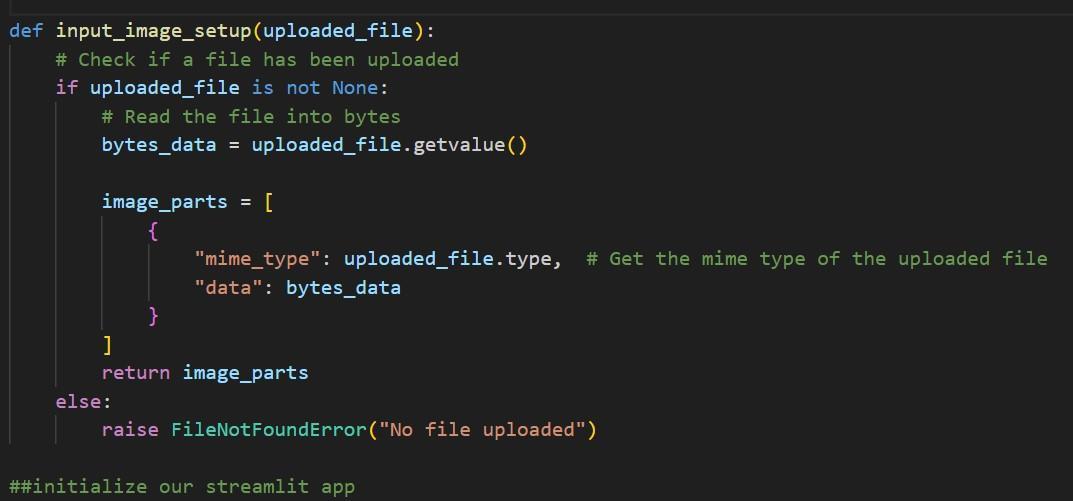 def input_image_setup(uploaded_file):
    # Check if a file has been uploaded
    if uploaded_file is not None:
        # Read the file into bytes
        bytes_data = uploaded_file.getvalue()

        image_parts = [
            {
                "mime_type": uploaded_file.type,  # Get the mime type of the uploaded file
                "data": bytes_data
            }
        ]
        return image_parts
    else:
        raise FileNotFoundError("No file uploaded")

##initialize our streamlit app